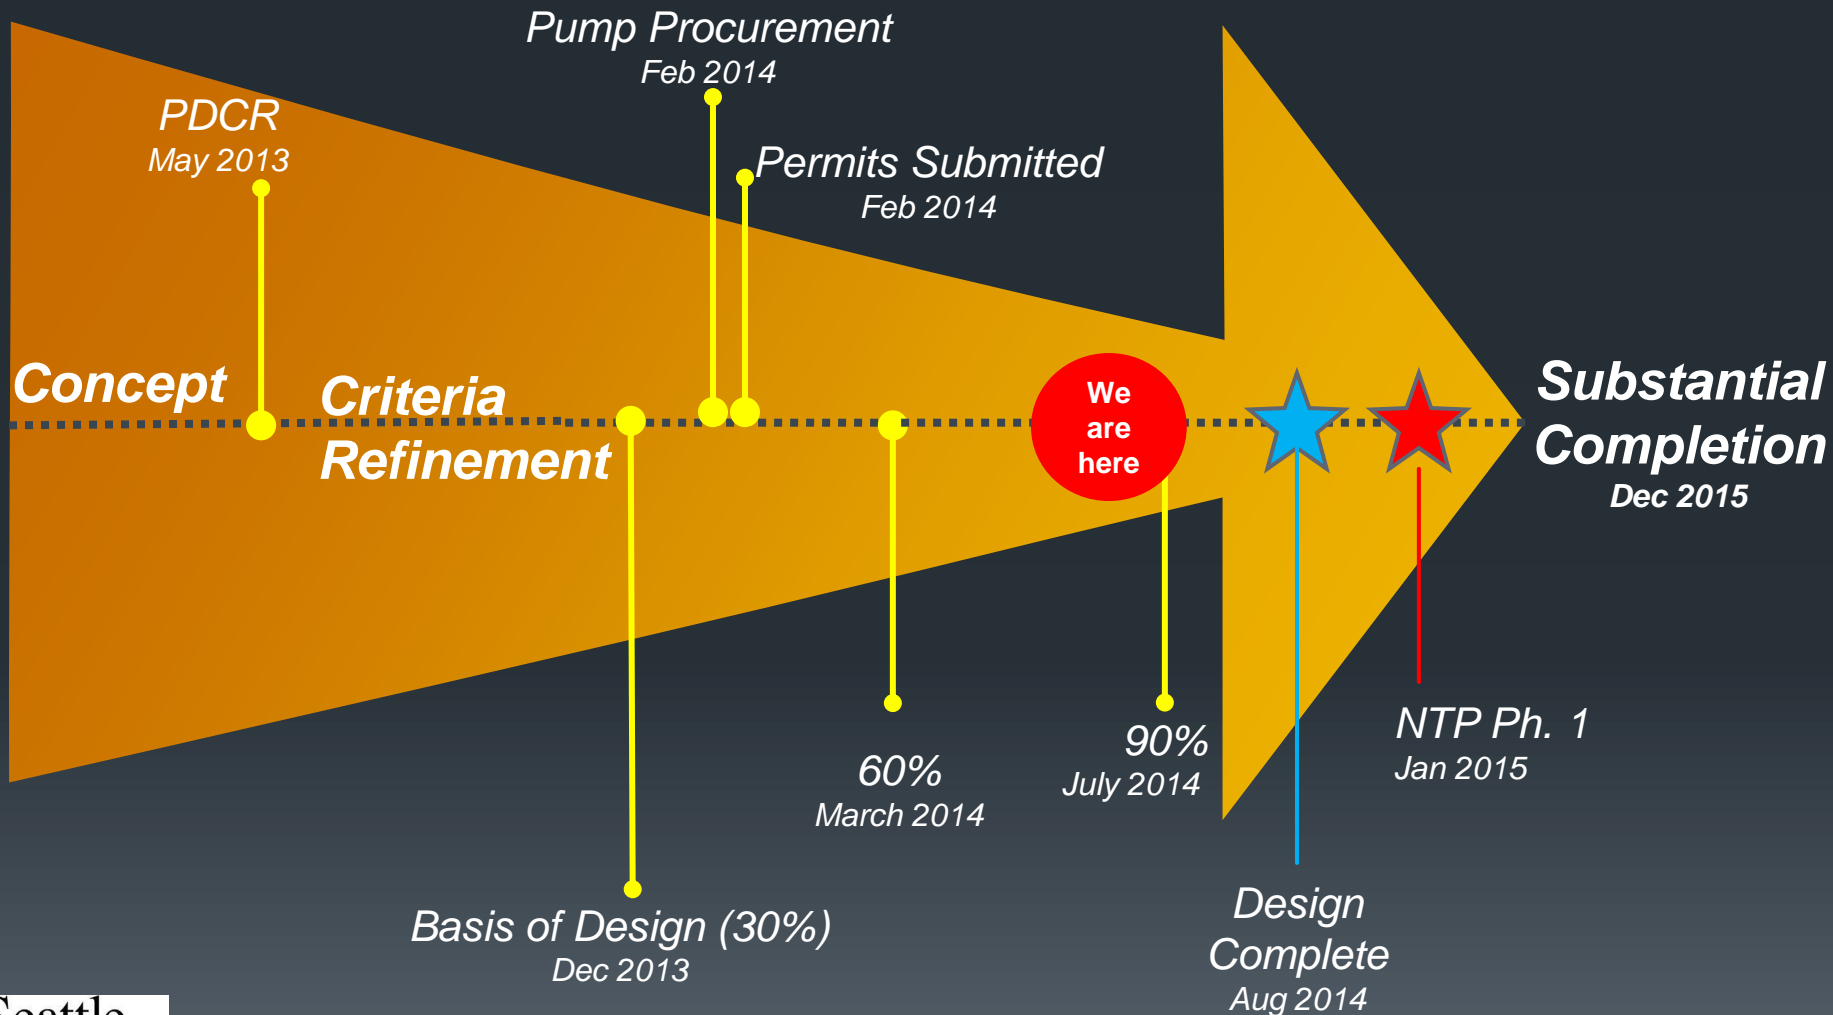 Pump Procurement
Feb 2014
PDCR
May 2013
Permits Submitted
Feb 2014
Concept
Criteria
Refinement
We
are
here
Substantial
Completion
Dec 2015
NTP Ph. 1
Jan 2015
90%
July 2014
60%
March 2014
Basis of Design (30%)
Dec 2013
Design
Complete
Aug 2014
Seattle